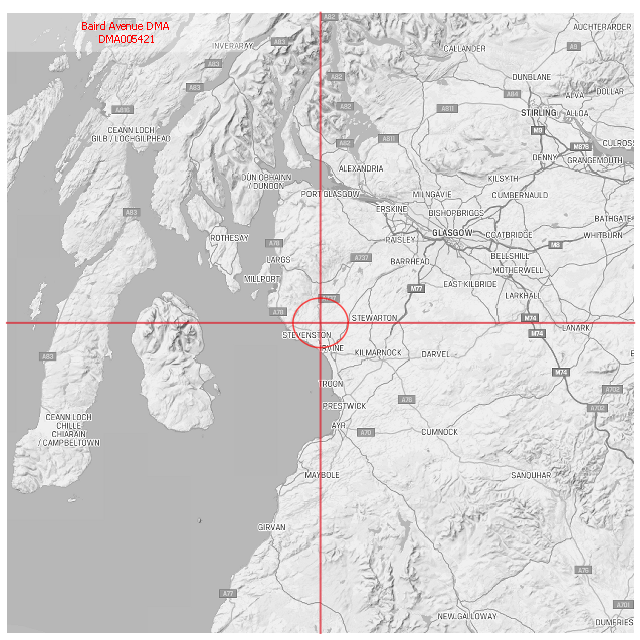 Baird Avenue DMA
DMA005421
A82
AUCHTERARDER
INVERARAY
A83
CALLANDER
A9
A83
A82
DUNBLANE
A83
DOLLAR
A84
ALVA
A816
A82
A811
STIRLING
ALLOA
CEANN LOCH
GILB / LOCHGILPHEAD
M9
A82
A811
M876
CULROSS
DENNY
GRANGEMOUTH
ALEXANDRIA
DÙN OBHAINN
/ DUNOON
KILSYTH
PORT GLASGOW
MILNGAVIE
CUMBERNAULD
A83
ERSKINE
BISHOPBRIGGS
BATHGATE
ROTHESAY
A78
PAISLEY
GLASGOW
COATBRIDGE
M8
WHITBURN
LARGS
A737
BARRHEAD
BELLSHILL
MOTHERWELL
MILLPORT
M77
EAST KILBRIDE
LARKHALL
A737
A78
STEWARTON
M74
LANARK
STEVENSTON
M74
IRVINE
KILMARNOCK
DARVEL
A83
M74
TROON
A702
A76
PRESTWICK
A702
CEANN LOCH
CHILLE
CHIARAIN
/ CAMPBELTOWN
AYR
A70
CUMNOCK
MAYBOLE
SANQUHAR
GIRVAN
A76
A77
A701
NEW GALLOWAY
DUMFRIES